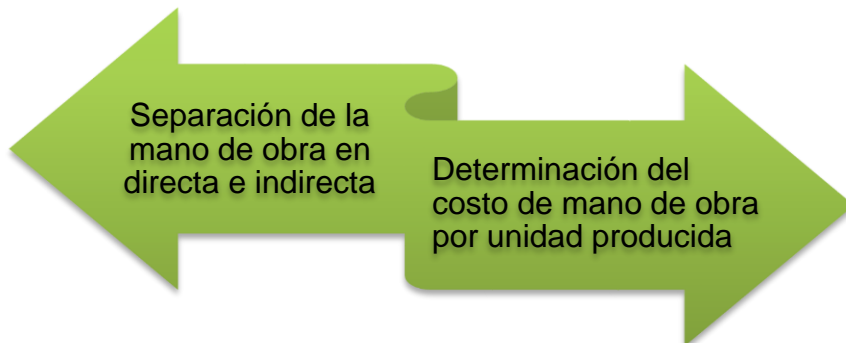 Separación de la
mano de obra en
directa e indirecta
Determinación del
costo de mano de obra
por unidad producida